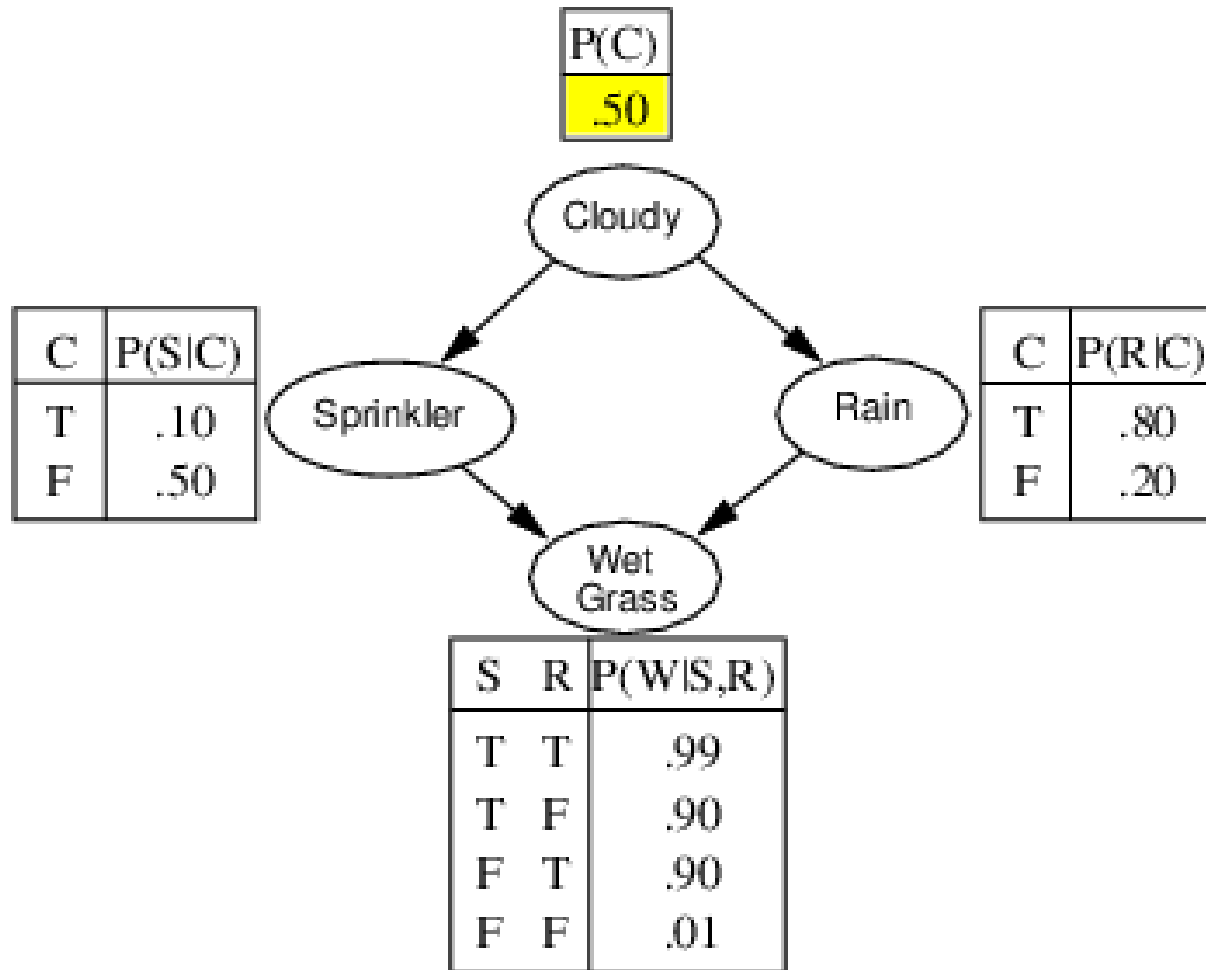 P(C)
.50
Cloudy
C P(S|C)
T .10
F .50
Sprinkler
Rain
C P(R|C)
T .80
F .20
Wet
Grass
S R P(W|S,R)
T T .99
T F .90
F T .90
F F .01